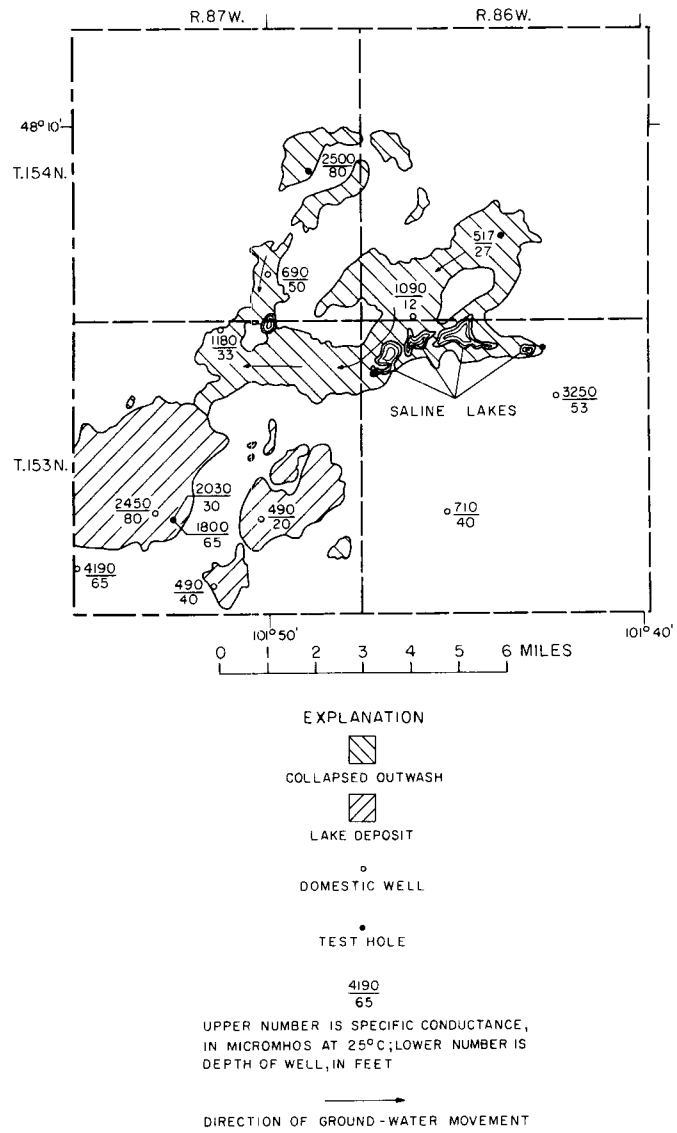 R.87W. R.86W.
48° 10'
T.154N.
2500
80
517
27
690
50
1090
12
1180
33
SALINE LAKES
3250
53
T.153N.
2030
30
2450
80
1800
65
490
20
710
40
4190
65
490
40
101° 50' 101° 40'
0 1 2 3 4 5 6 MILES
EXPLANATION
COLLAPSED OUTWASH
LAKE DEPOSIT
DOMESTIC WELL
TEST HOLE
4190
65
UPPER NUMBER IS SPECIFIC CONDUCTANCE,
IN MICROMHOS AT 25°C; LOWER NUMBER IS
DEPTH OF WELL, IN FEET
DIRECTION OF GROUND-WATER MOVEMENT